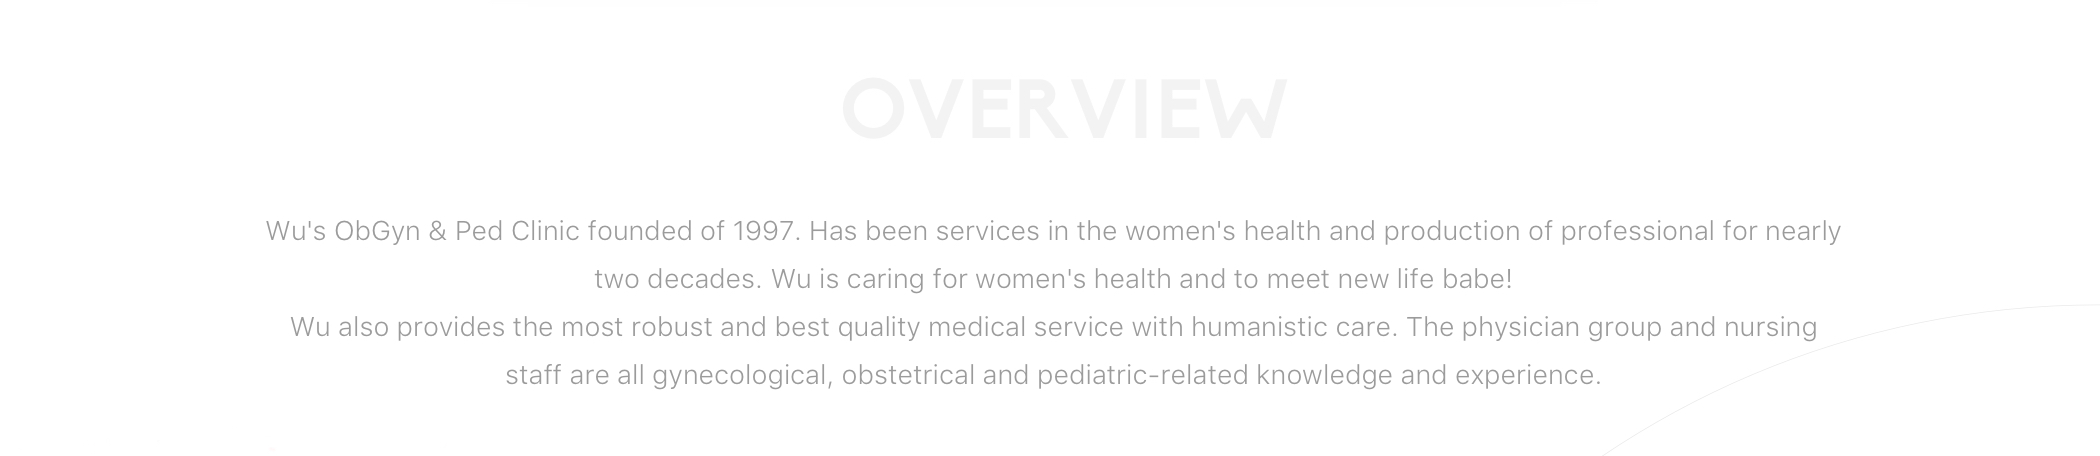 OVERVIEW
Wu's ObGyn & Ped Clinic founded of 1997. Has been services in the women's health and production of professional for nearly
two decades. Wu is caring for women's health and to meet new life babe!
Wu also provides the most robust and best quality medical service with humanistic care. The physician group and nursing
staff are all gynecological, obstetrical and pediatric-related knowledge and experience.